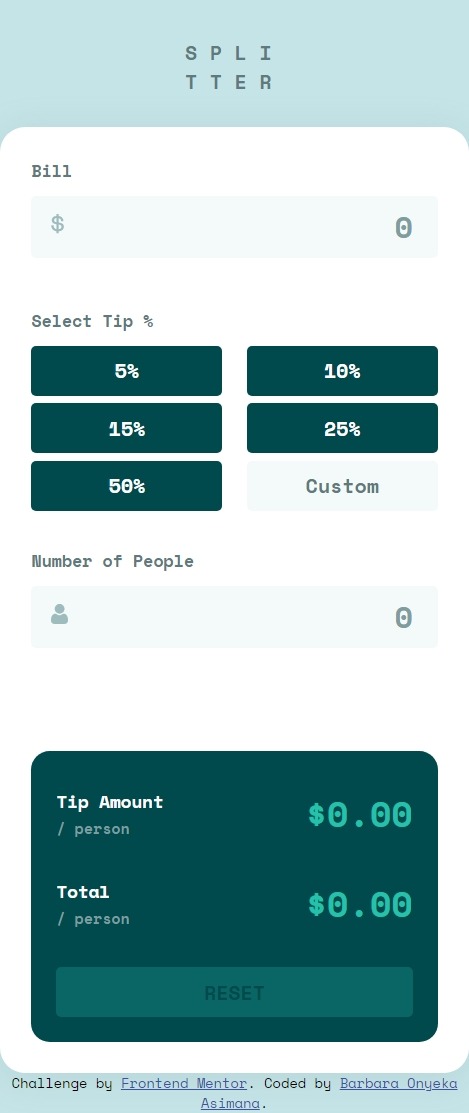 S P L I
T T E R
Bill
$ 0
Select Tip %
5% 10%
15% 25%
50% Custom
Number of People
0
Tip Amount $0.00
/ person
Total $0.00
/ person
RESET
Challenge by Frontend Mentor. Coded by Barbara Onyeka
Asimana.